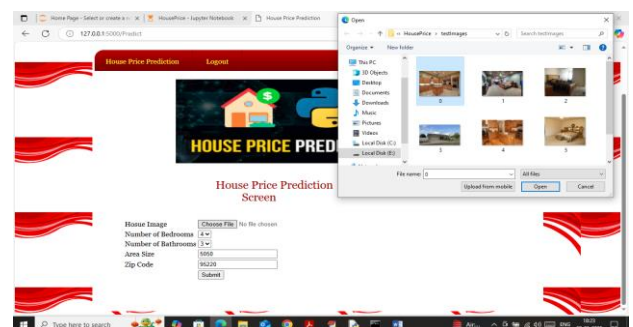 Home Page - Select or create a n
HousePrice - Jupyter Notebook
House Price Prediction
127.0.0.1:5000/Predict
House Price Prediction
Logout
HOUSE PRICE PREDI
House Price Prediction
Screen
Hosue Image
Choose File
No file chosen
Number of Bedrooms
4
Number of Bathrooms
3
Area Size
5050
Zip Code
95220
Submit
Open
HousePrice
testImages
Search testImages
Organize
New folder
This PC
3D Objects
Desktop
Documents
Downloads
Music
Pictures
Videos
Local Disk (C:)
Local Disk (E:)
0
1
2
3
4
5
File name:
0
All files
Upload from mobile
Open
Cancel
Type here to search
Air...
ENG